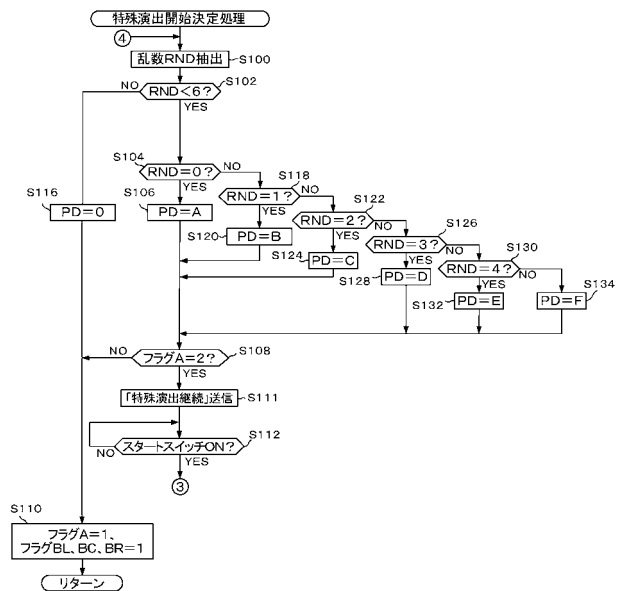 特殊演出開始決定処理
④
乱数RND抽出
S100
S102
RND<6?
NO
YES
S104
RND=0?
NO
YES
S118
RND=1?
NO
YES
S116
PD=0
S106
PD=A
S122
RND=2?
NO
YES
S120
PD=B
S126
RND=3?
NO
YES
S124
PD=C
S130
RND=4?
NO
YES
S128
PD=D
S132
PD=E
PD=F
S134
フラグA=2?
S108
NO
YES
「特殊演出継続」送信
S111
スタートスイッチON?
S112
NO
YES
③
S110
フラグA=1、
フラグBL、BC、BR=1
リターン